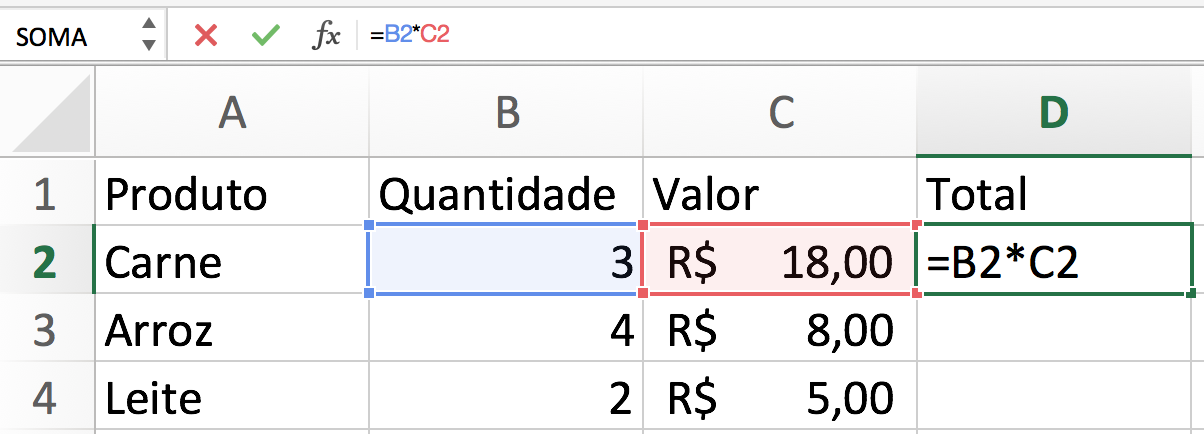 SOMA fx =B2*C2
A B C D
1 Produto Quantidade Valor Total
2 Carne 3 R$ 18,00 =B2*C2
3 Arroz 4 R$ 8,00
4 Leite 2 R$ 5,00